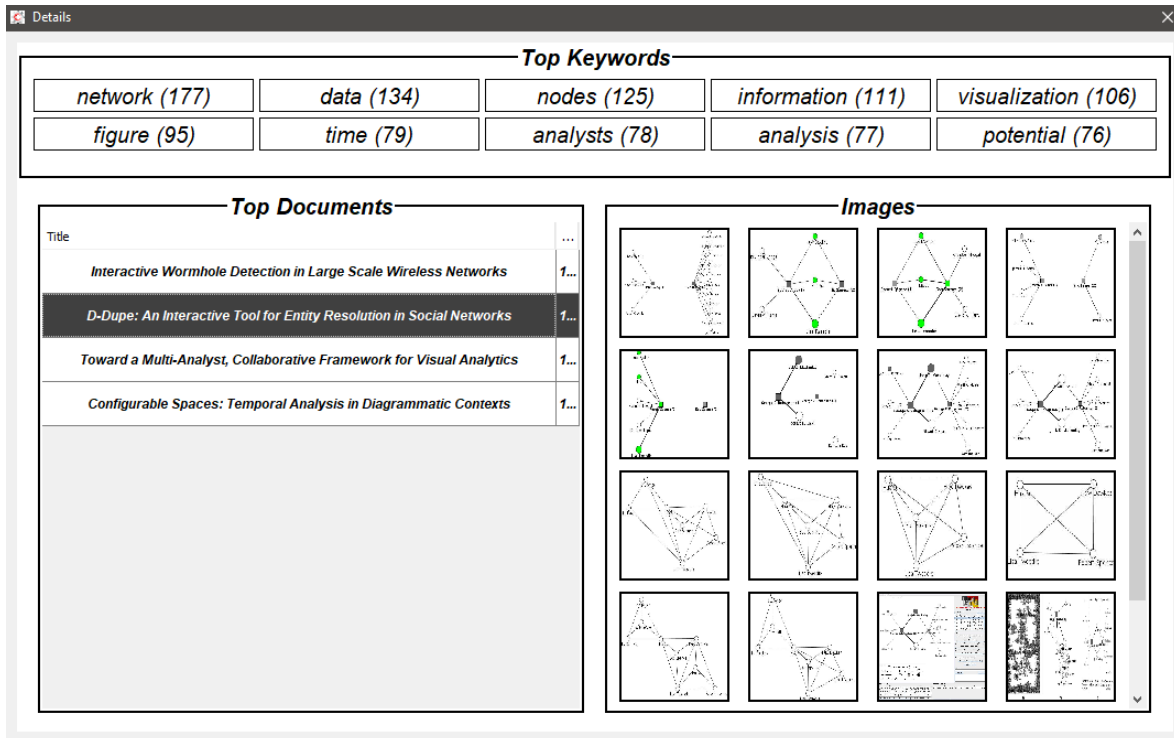 Details
Top Keywords
network (177) data (134) nodes (125) information (111) visualization (106)
figure (95) time (79) analysts (78) analysis (77) potential (76)
Top Documents
Title ...
Interactive Wormhole Detection in Large Scale Wireless Networks 1...
D-Dupe: An Interactive Tool for Entity Resolution in Social Networks 1...
Toward a Multi-Analyst, Collaborative Framework for Visual Analytics 1...
Configurable Spaces: Temporal Analysis in Diagrammatic Contexts 1...
Images